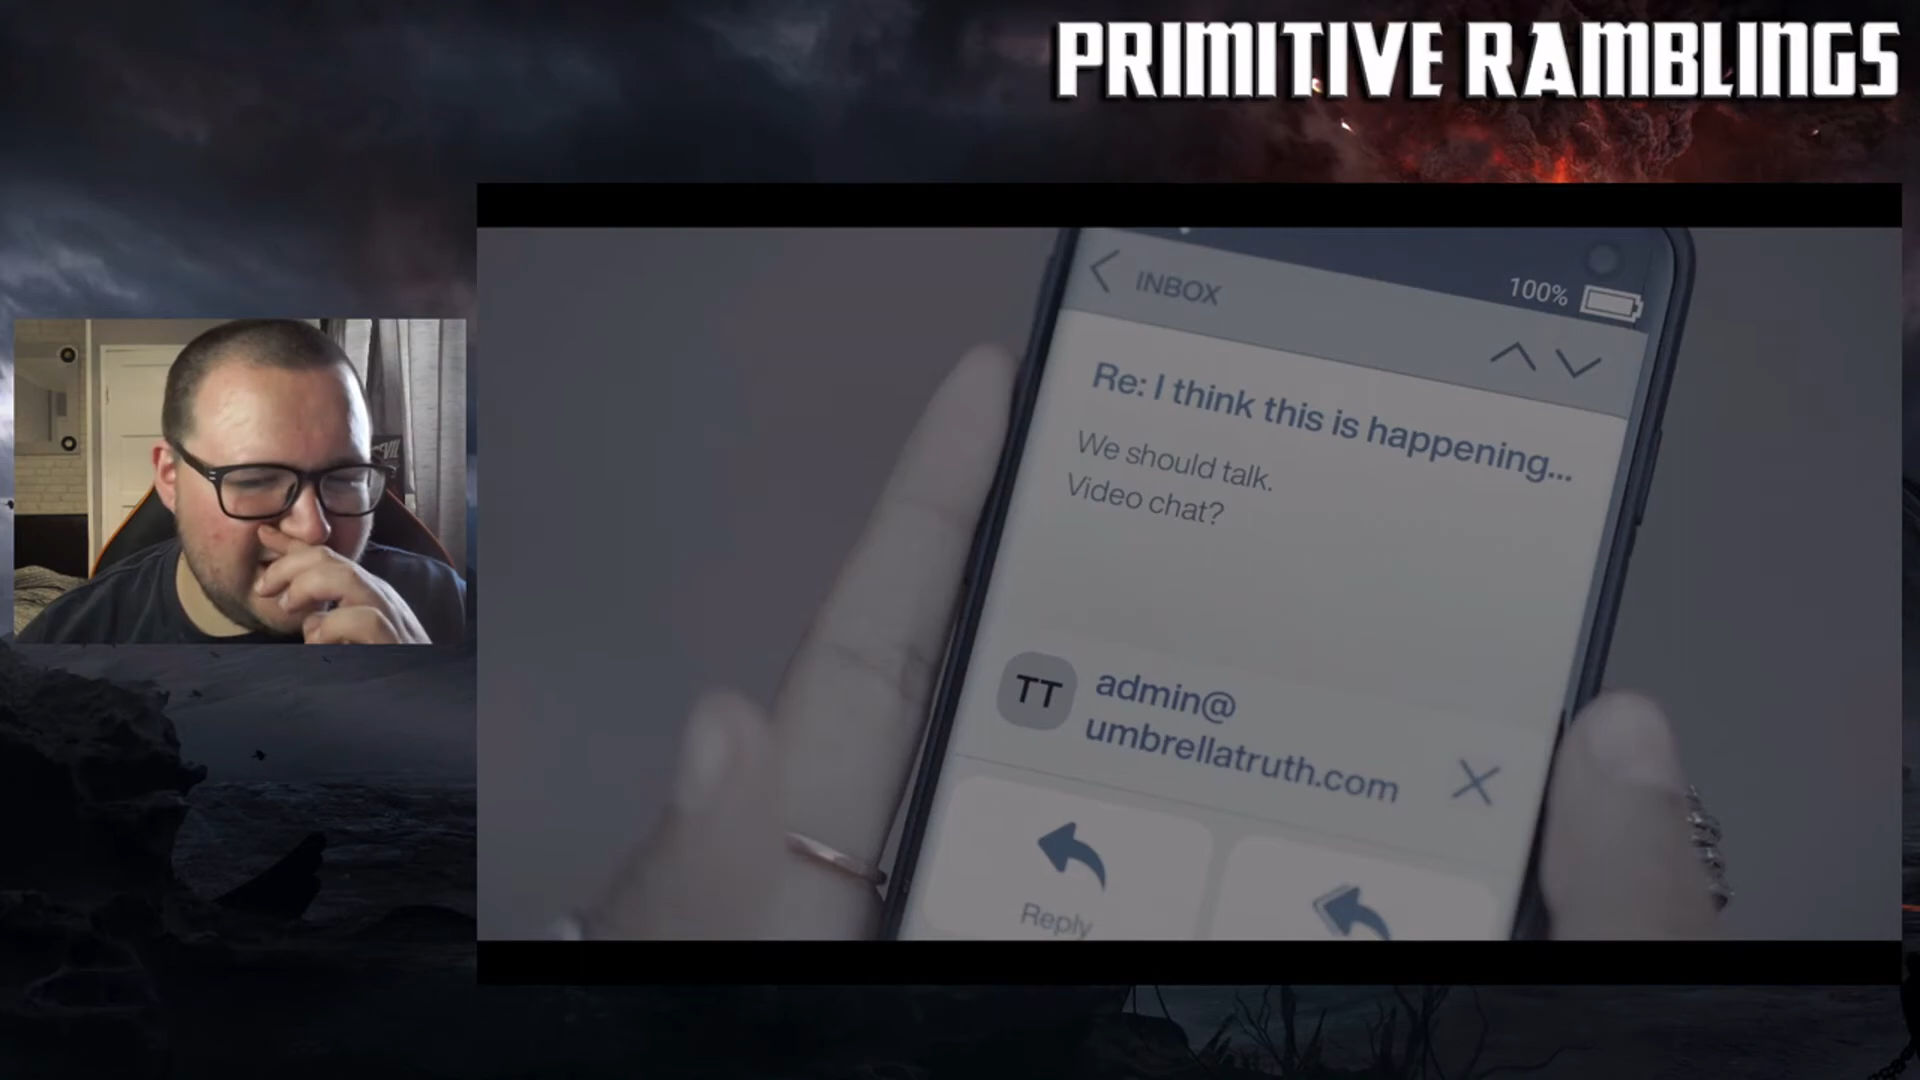 PRIMITIVE RAMBLINGS
INBOX
100%
Re: I think this is happening...
We should talk.
Video chat?
TT
admin@
umbrellatruth.com
Reply